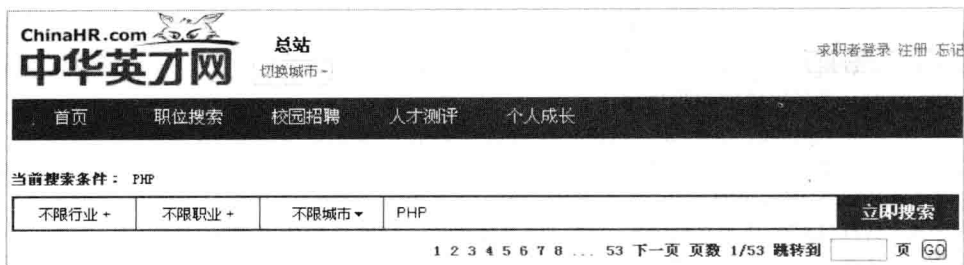 ChinaHR.com
中华英才网
总站
切换城市
求职者登录 注册 忘记
首页 职位搜索 校园招聘 人才测评 个人成长
当前搜索条件： PHP
不限行业 + 不限职业 + 不限城市 PHP 立即搜索
1 2 3 4 5 6 7 8 ... 53 下一页 页数 1/53 跳转到 页 GO